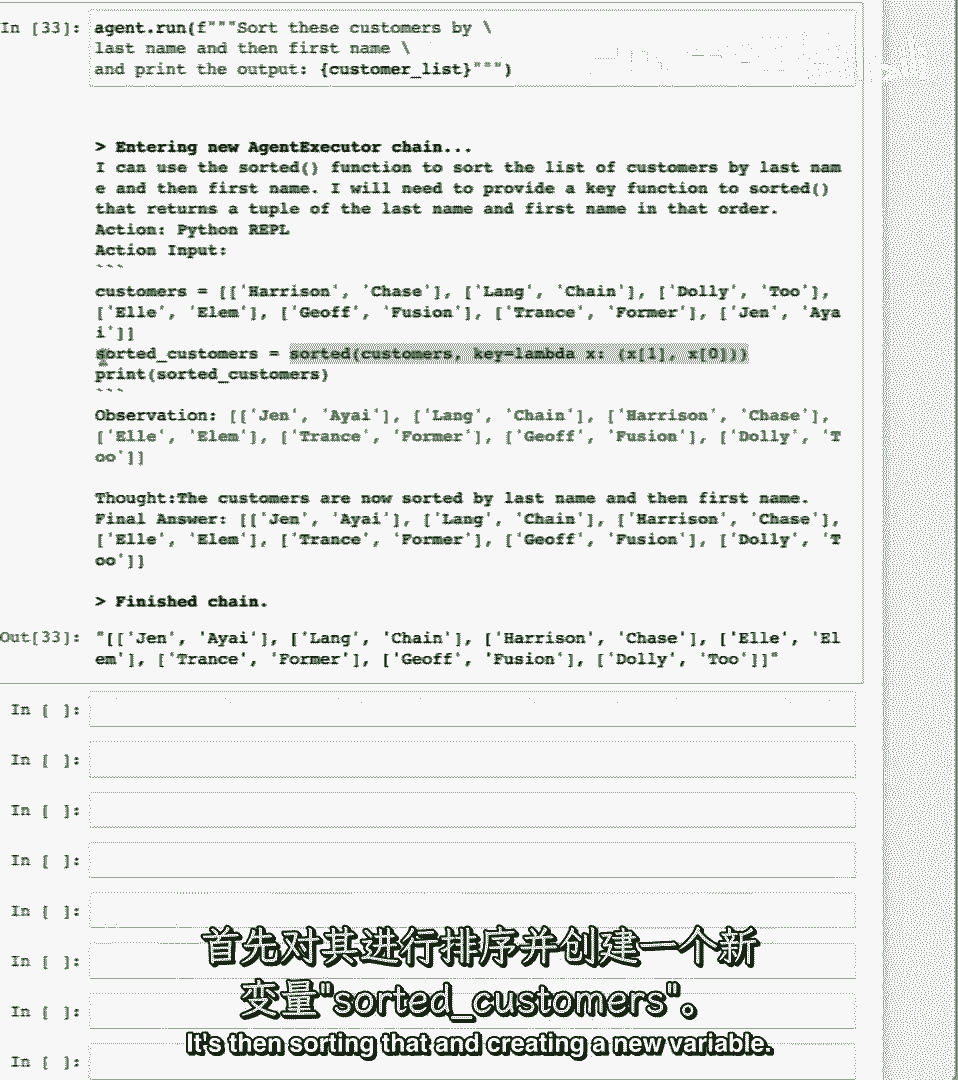 In [33]: agent.run(f"""Sort these customers by \
last name and then first name \
and print the output: {customer_list}""")
> Entering new AgentExecutor chain...
I can use the sorted() function to sort the list of customers by last nam
e and then first name. I will need to provide a key function to sorted()
that returns a tuple of the last name and first name in that order.
Action: Python REPL
Action Input:
```
customers = [['Harrison', 'Chase'], ['Lang', 'Chain'], ['Dolly', 'Too'],
['Elle', 'Elem'], ['Geoff', 'Fusion'], ['Trance', 'Former'], ['Jen', 'Aya
i']]
sorted_customers = sorted(customers, key=lambda x: (x[1], x[0]))
print(sorted_customers)
```
Observation: [['Jen', 'Ayai'], ['Lang', 'Chain'], ['Harrison', 'Chase'],
['Elle', 'Elem'], ['Trance', 'Former'], ['Geoff', 'Fusion'], ['Dolly', 'T
oo']]
Thought:The customers are now sorted by last name and then first name.
Final Answer: [['Jen', 'Ayai'], ['Lang', 'Chain'], ['Harrison', 'Chase'],
['Elle', 'Elem'], ['Trance', 'Former'], ['Geoff', 'Fusion'], ['Dolly', 'T
oo']]
> Finished chain.
Out[33]: "[['Jen', 'Ayai'], ['Lang', 'Chain'], ['Harrison', 'Chase'], ['Elle', 'El
em'], ['Trance', 'Former'], ['Geoff', 'Fusion'], ['Dolly', 'Too']]"
In [ ]:
In [ ]:
In [ ]:
In [ ]:
In [ ]:
In [ ]:
In [ ]:
In [ ]:
首先对其进行排序并创建一个新
变量"sorted_customers"。
It's then sorting that and creating a new variable.